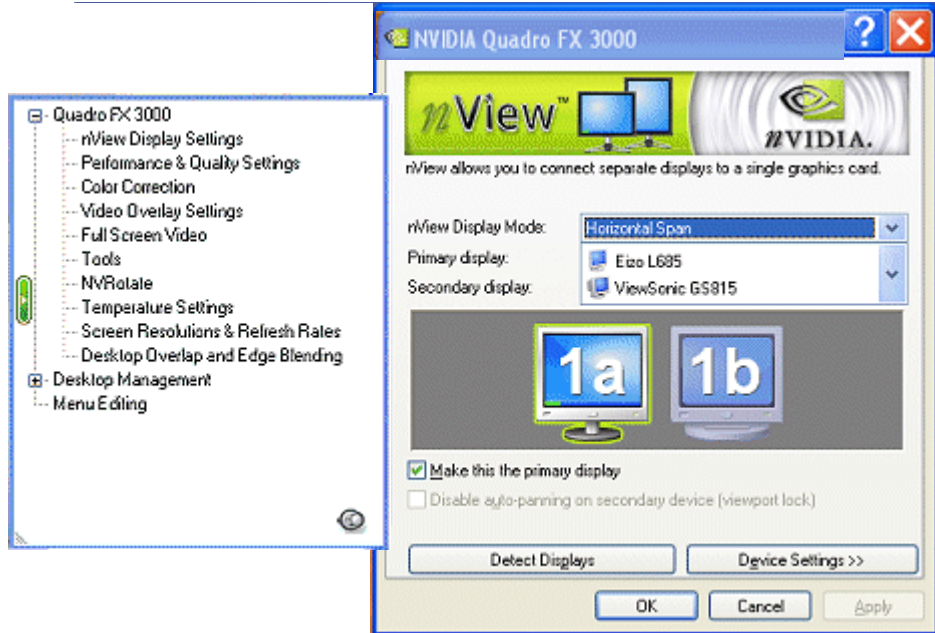 NVIDIA Quadro FX 3000
?
Quadro FX 3000
nView Display Settings
Performance & Quality Settings
Color Correction
Video Overlay Settings
Full Screen Video
Tools
NVRotate
Temperature Settings
Screen Resolutions & Refresh Rates
Desktop Overlap and Edge Blending
Desktop Management
Menu Editing
nView™
nVIDIA.
nView allows you to connect separate displays to a single graphics card.
nView Display Mode: Horizontal Span
Primary display: Eizo L685
Secondary display: ViewSonic GS815
1a 1b
Make this the primary display
Disable auto-panning on secondary device (viewport lock)
Detect Displays Device Settings >>
OK Cancel Apply